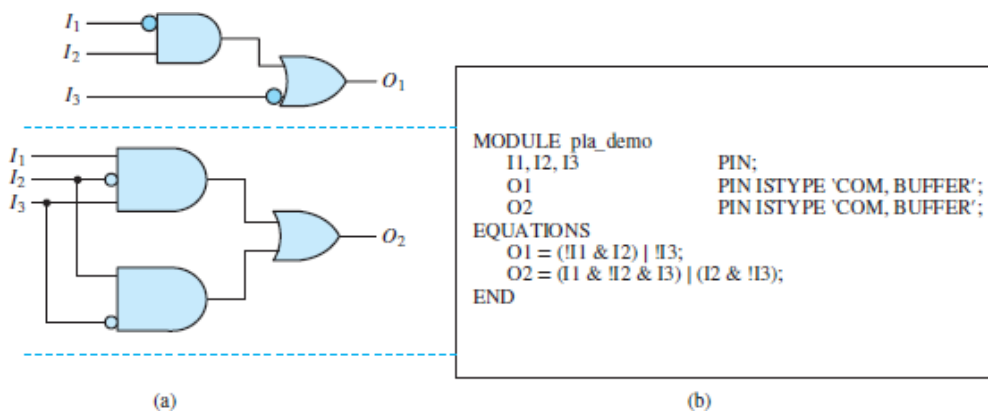 I1
I2
I3
O1
I1
I2
I3
O2
(a)
MODULE pla_demo
I1, I2, I3 PIN;
O1 PIN ISTYPE 'COM, BUFFER';
O2 PIN ISTYPE 'COM, BUFFER';
EQUATIONS
O1 = (!I1 & I2) | !I3;
O2 = (I1 & !I2 & I3) | (I2 & !I3);
END
(b)